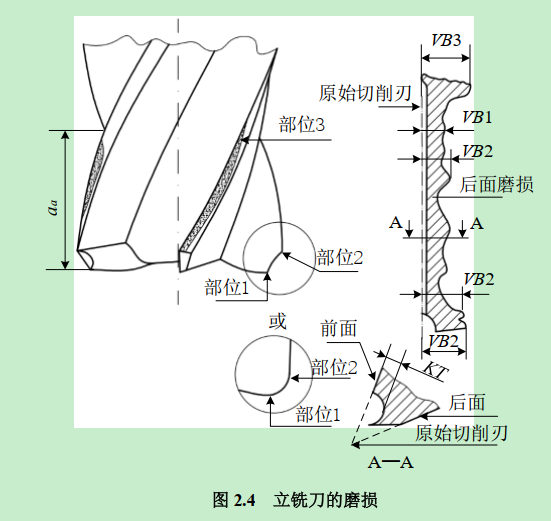 VB3
原始切削刃
VB1
部位3
VB2
后面磨损
aa
A
A
部位2
部位1
VB2
或
前面
VB2
部位2
KT
部位1
后面
原始切削刃
A—A
图 2.4 立铣刀的磨损